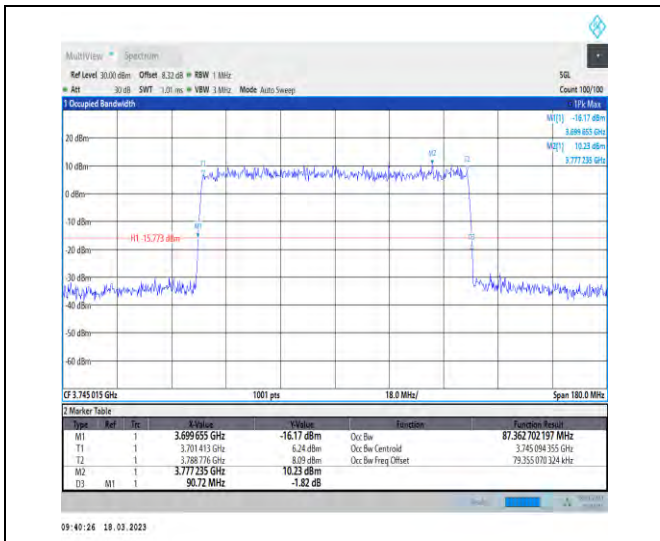 MultiView Spectrum
Ref Level 30.00 dBm Offset 8.32 dB RBW 1 MHz SGL
Att 30 dB SWT 1.01 ms VBW 3 MHz Mode Auto Sweep Count 100/100
1 Occupied Bandwidth 1Pk Max
M1[1] -16.17 dBm
3.699 655 GHz
M2[1] 10.23 dBm
3.777 235 GHz
20 dBm
M2
T1 T2
10 dBm
0 dBm
-10 dBm
M1
H1 -15.773 dBm
D3
-20 dBm
-30 dBm
-40 dBm
-50 dBm
-60 dBm
CF 3.745 015 GHz 1001 pts 18.0 MHz/ Span 180.0 MHz
2 Marker Table
Type Ref Trc X-Value Y-Value Function Function Result
M1 1 3.699 655 GHz -16.17 dBm Occ Bw 87.362 702 197 MHz
T1 1 3.701 413 GHz 6.24 dBm Occ Bw Centroid 3.745 094 355 GHz
T2 1 3.788 776 GHz 8.09 dBm Occ Bw Freq Offset 79.355 070 324 kHz
M2 1 3.777 235 GHz 10.23 dBm
D3 M1 1 90.72 MHz -1.82 dB
09:40:26 18.03.2023